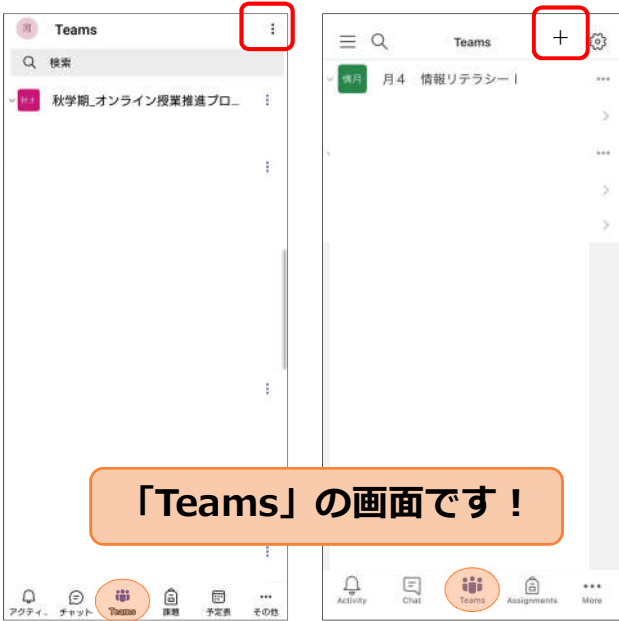 Teams
検索
秋学期_オンライン授業推進プロ…
Teams
情月
月4 情報リテラシーⅠ
「Teams」の画面です！
アクティ…
チャット
Teams
課題
予定表
その他
Activity
Chat
Teams
Assignments
More